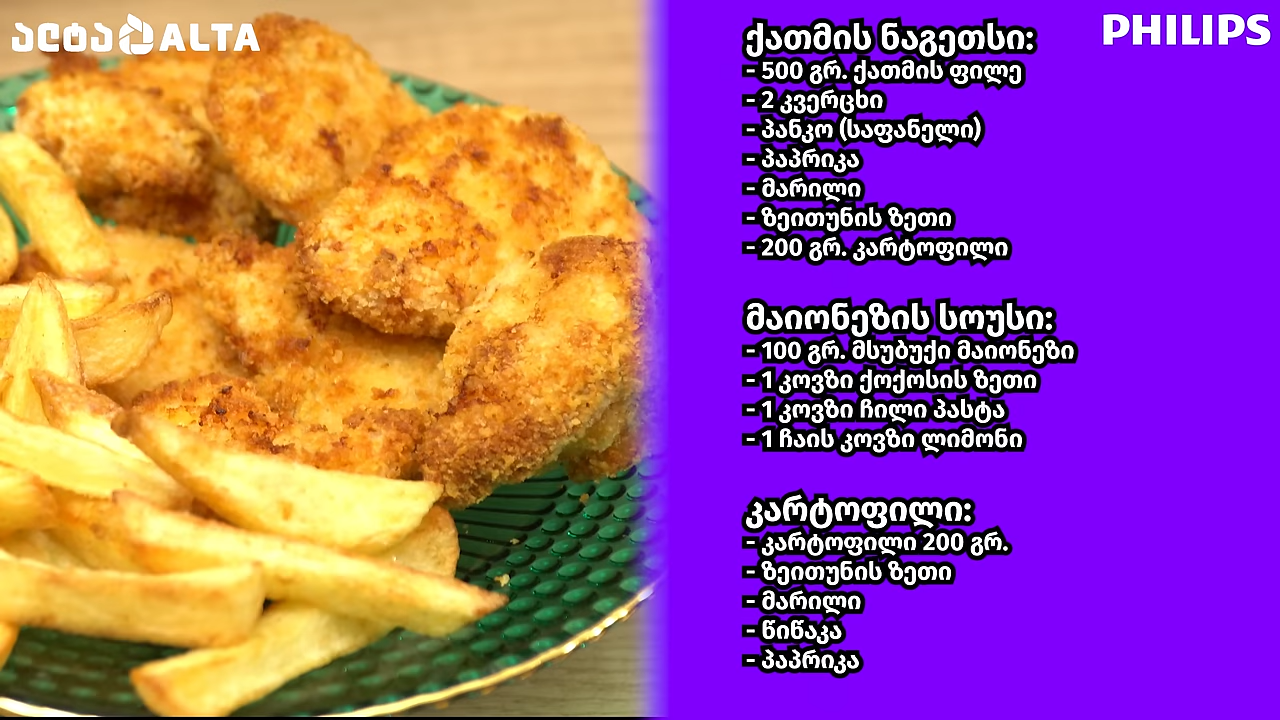 ალტა ALTA
PHILIPS
ქათმის ნაგეთსი:
- 500 გრ. ქათმის ფილე
- 2 კვერცხი
- პანკო (საფანელი)
- პაპრიკა
- მარილი
- ზეითუნის ზეთი
- 200 გრ. კარტოფილი
მაიონეზის სოუსი:
- 100 გრ. მსუბუქი მაიონეზი
- 1 კოვზი ქოქოსის ზეთი
- 1 კოვზი ჩილი პასტა
- 1 ჩაის კოვზი ლიმონი
კარტოფილი:
- კარტოფილი 200 გრ.
- ზეითუნის ზეთი
- მარილი
- წიწაკა
- პაპრიკა